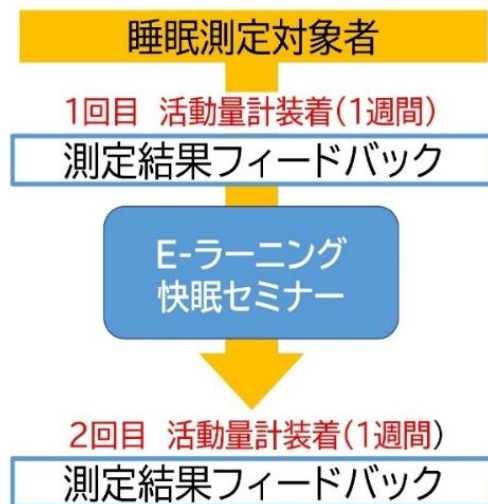 睡眠測定対象者
1回目 活動量計装着(1週間)
測定結果フィードバック
E-ラーニング
快眠セミナー
2回目 活動量計装着(1週間)
測定結果フィードバック